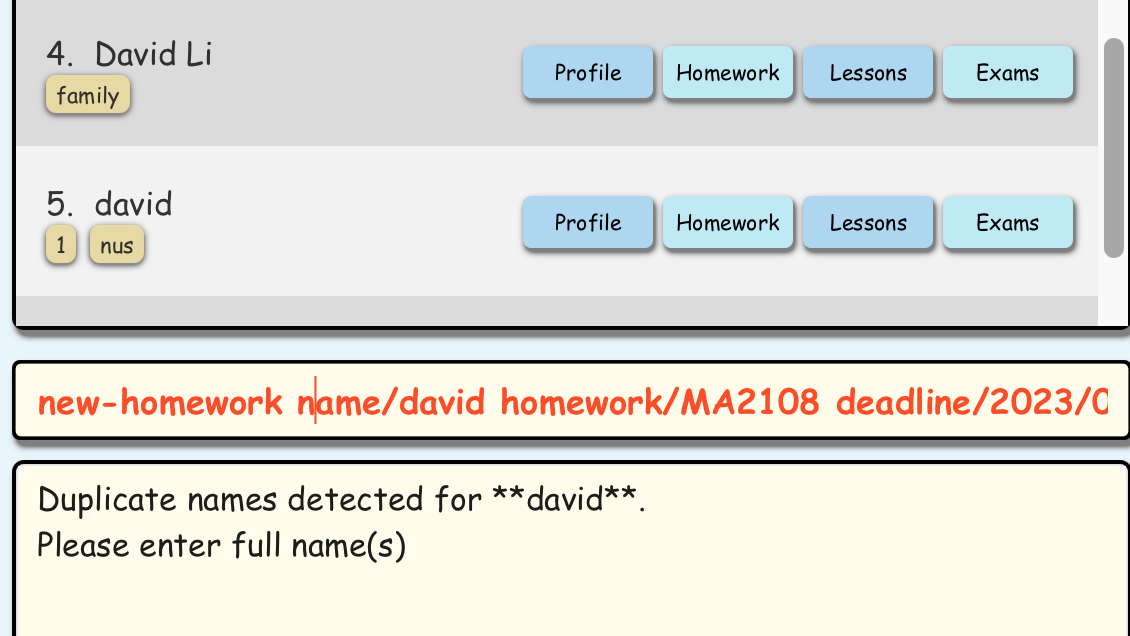 4. David Li
family
Profile Homework Lessons Exams
5. david
1 nus
Profile Homework Lessons Exams
new-homework name/david homework/MA2108 deadline/2023/0
Duplicate names detected for **david**.
Please enter full name(s)